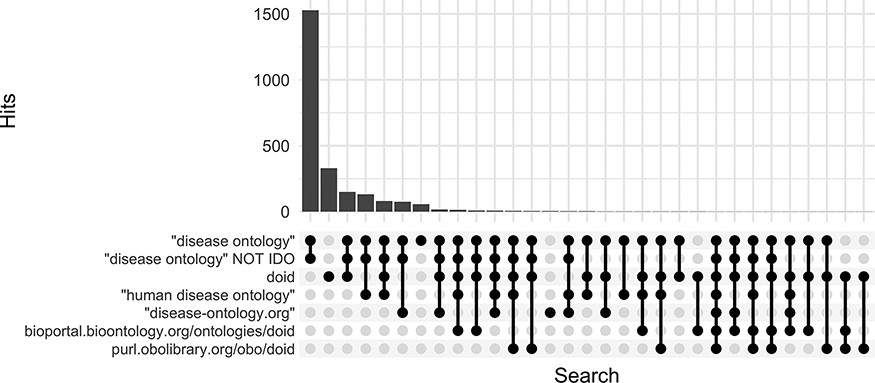 1500
1000
500
0
Hits
"disease ontology"
"disease ontology" NOT IDO
doid
"human disease ontology"
"disease-ontology.org"
bioportal.bioontology.org/ontologies/doid
purl.obolibrary.org/obo/doid
Search